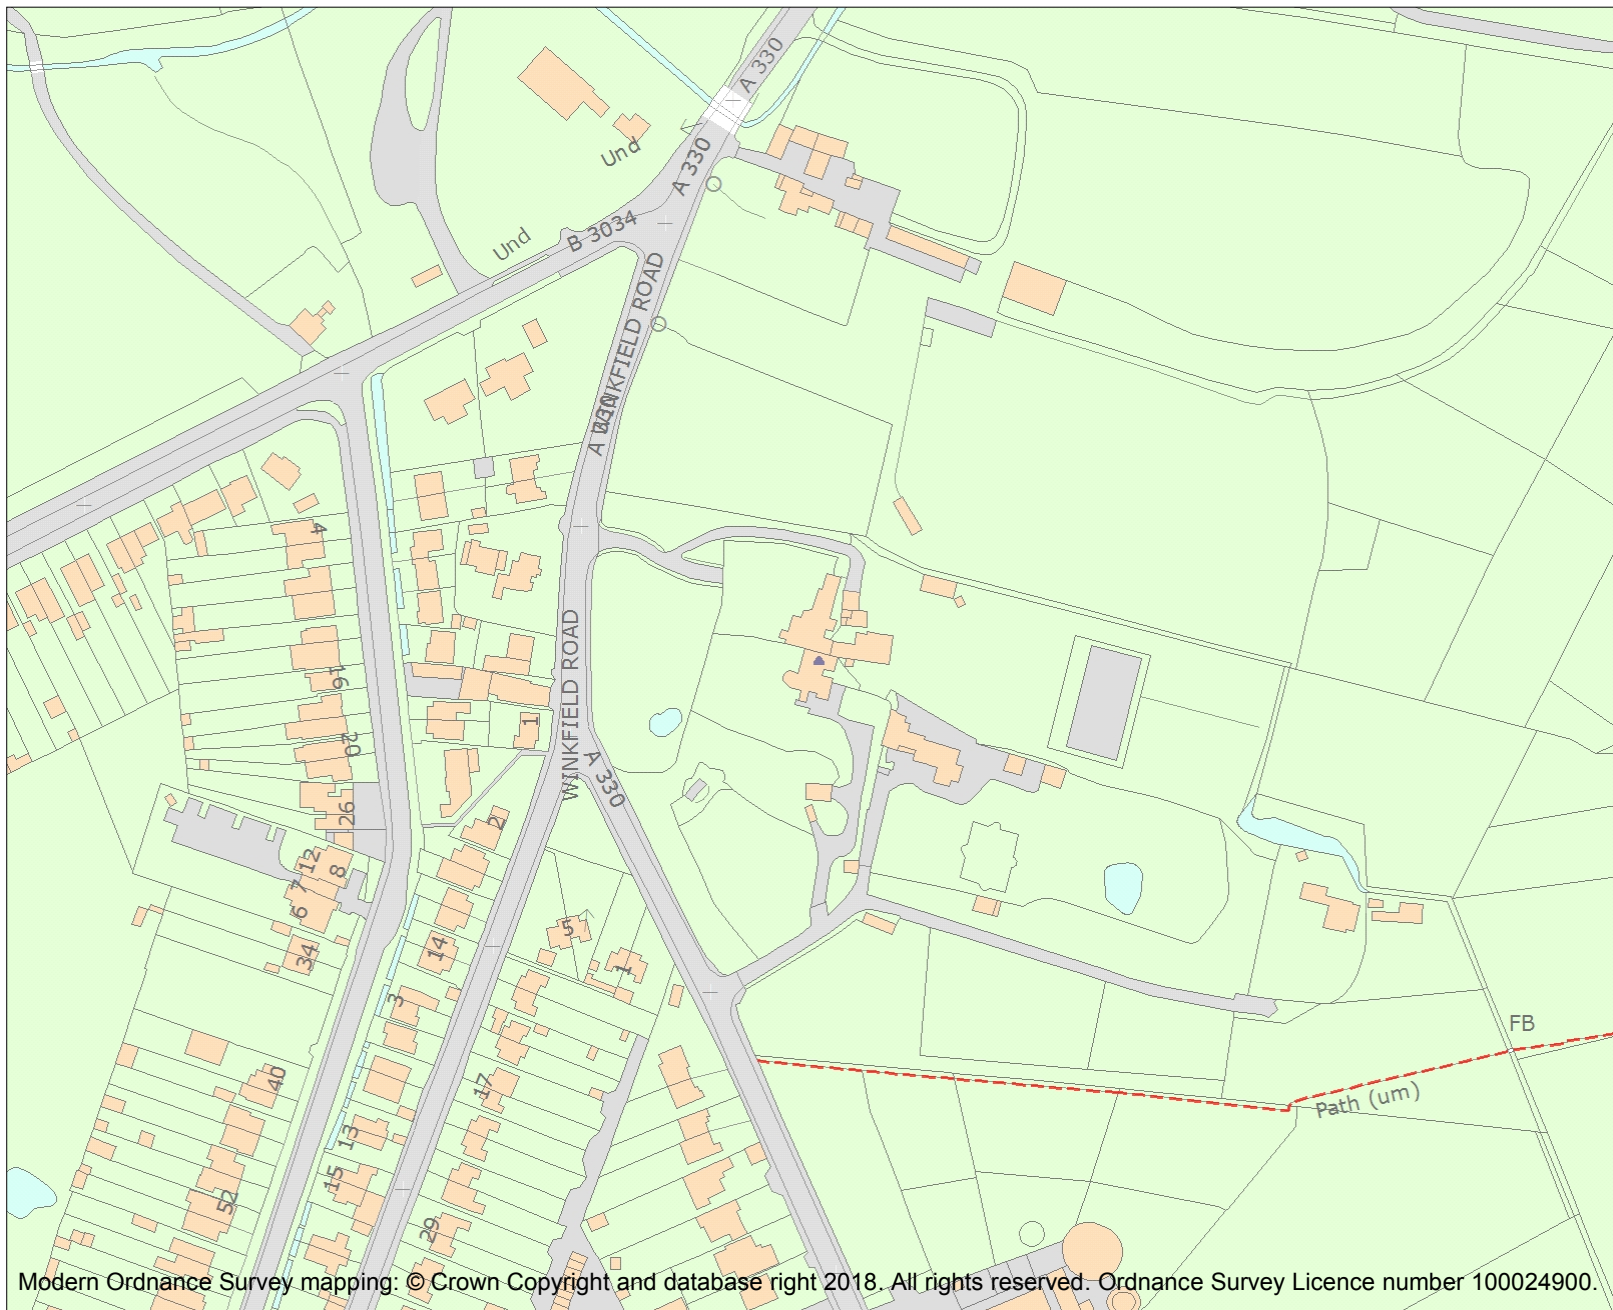 A 330
Und
A 330
B 3034
Und
WINKFIELD ROAD
A 330
4
16
WINKFIELD ROAD
1
20
A 330
26
2
12
8
7
6
5
34
14
1
3
FB
40
17
Path (um)
13
15
52
29
Modern Ordnance Survey mapping: © Crown Copyright and database right 2018. All rights reserved. Ordnance Survey Licence number 100024900.